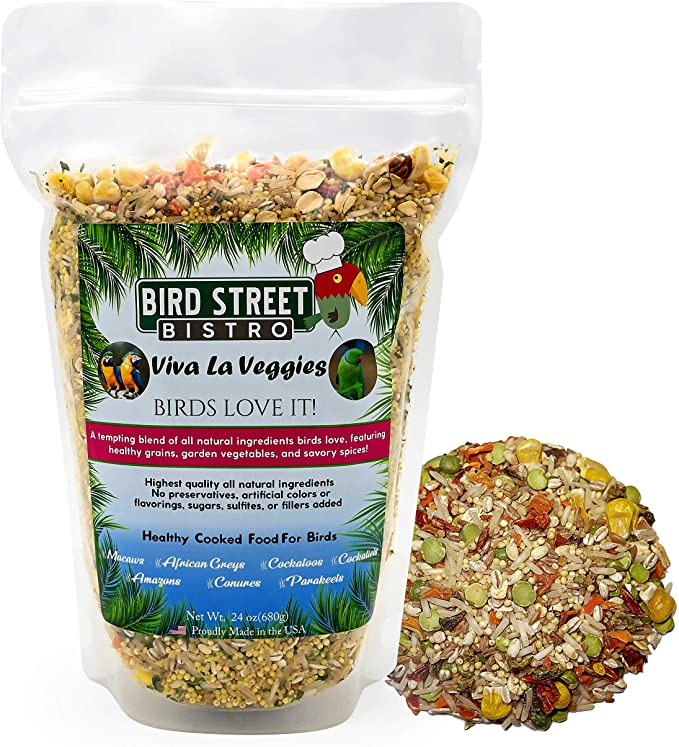 BIRD STREET
BISTRO
Viva La Veggies
BIRDS LOVE IT!
A tempting blend of all natural ingredients birds love, featuring
healthy grains, garden vegetables, and savory spices!
Highest quality all natural ingredients
No preservatives, artificial colors or
flavorings, sugars, sulfites, or fillers added
Healthy Cooked Food For Birds
Macaws African Greys Cockatoos Cockatiels
Amazons Conures Parakeets
Net Wt. 24 oz(680g)
Proudly Made in the USA